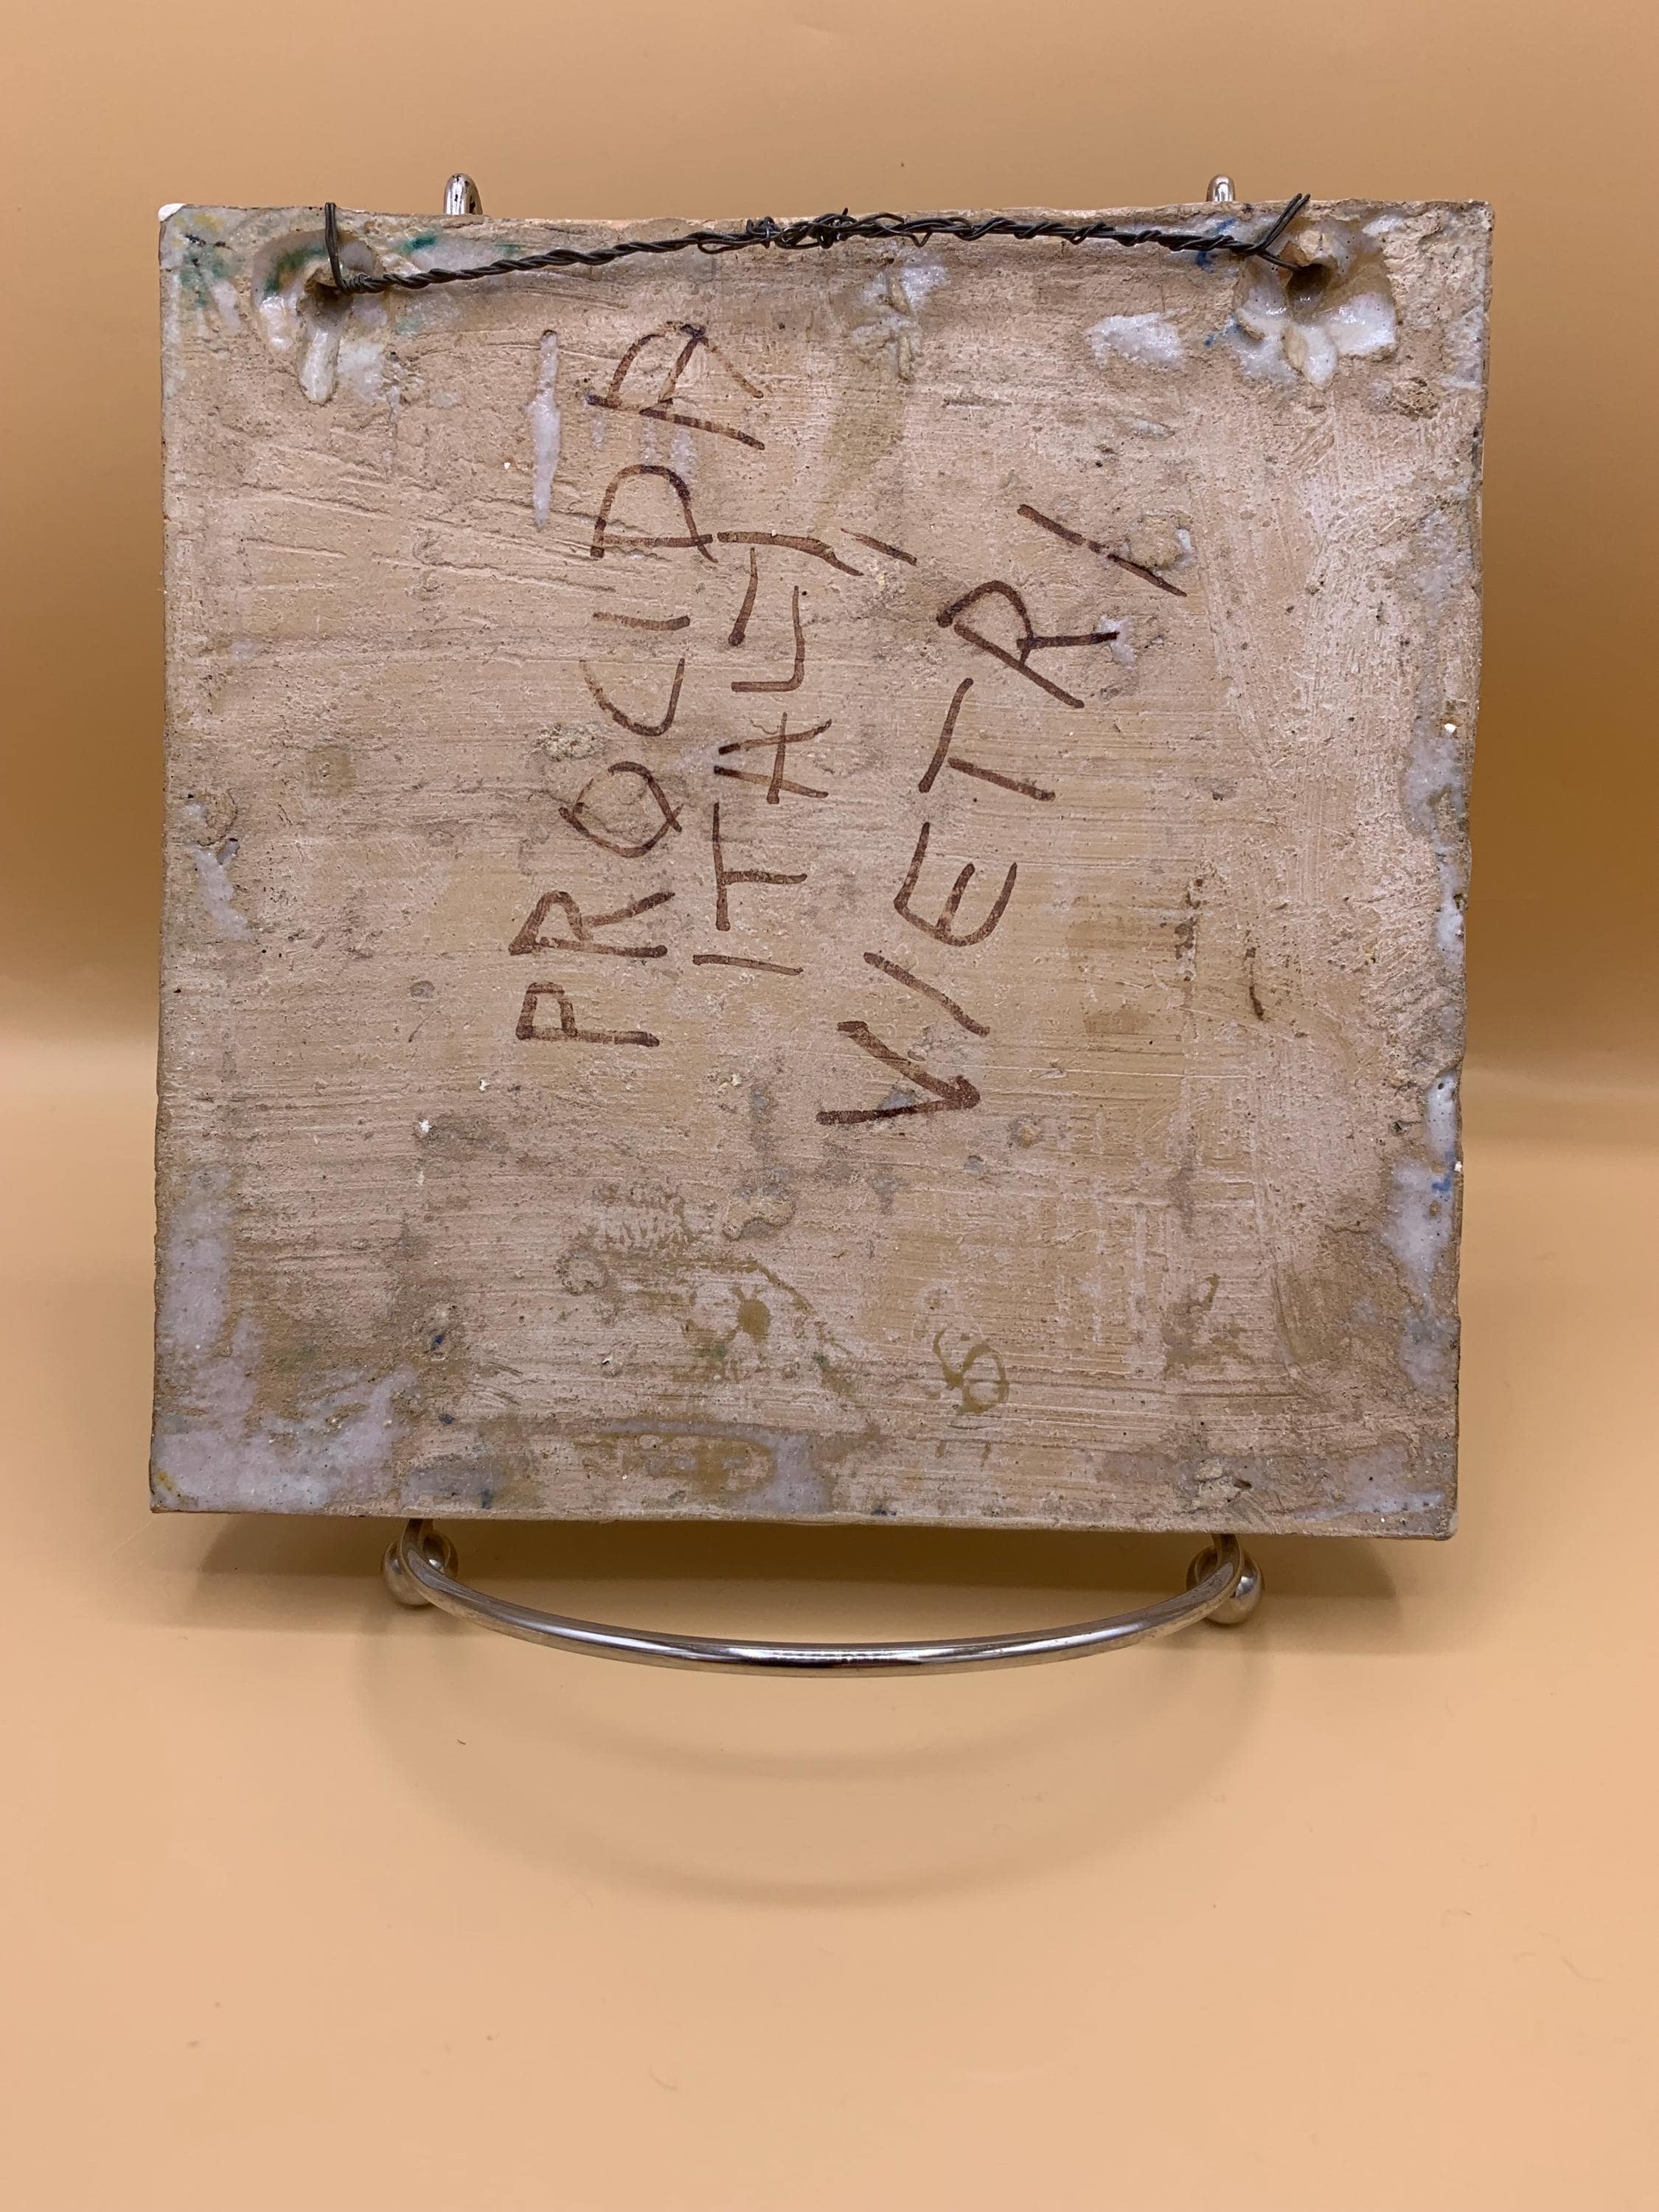 PROCIDA
ITALY,
VIETRI